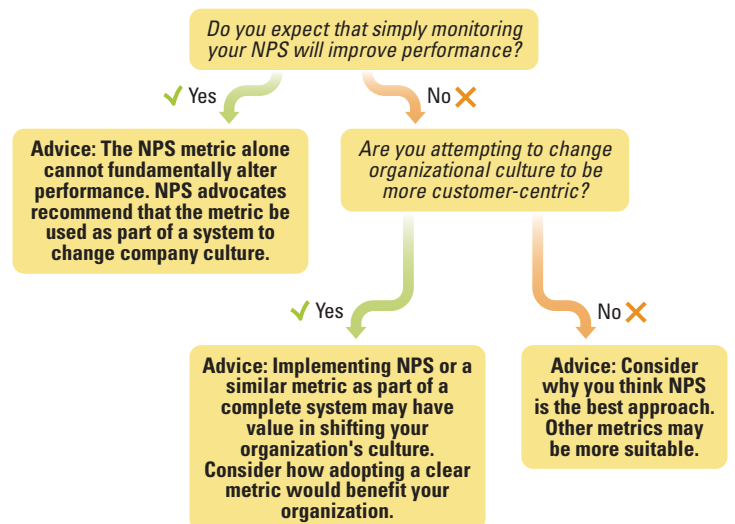 Do you expect that simply monitoring
your NPS will improve performance?
Yes
No
Advice: The NPS metric alone
cannot fundamentally alter
performance. NPS advocates
recommend that the metric be
used as part of a system to
change company culture.
Are you attempting to change
organizational culture to be
more customer-centric?
Yes
No
Advice: Implementing NPS or a
similar metric as part of a
complete system may have
value in shifting your
organization's culture.
Consider how adopting a clear
metric would benefit your
organization.
Advice: Consider
why you think NPS
is the best approach.
Other metrics may
be more suitable.